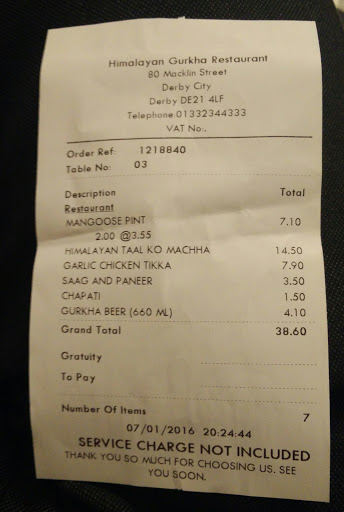 Himalayan Gurkha Restaurant
80 Macklin Street
Derby City
Derby DE21 4LF
Telephone:01332344333
VAT No:.
Order Ref: 1218840
Table No: 03
Description Total
Restaurant
MANGOOSE PINT 7.10
2.00 @3.55
HIMALAYAN TAAL KO MACHHA 14.50
GARLIC CHICKEN TIKKA 7.90
SAAG AND PANEER 3.50
CHAPATI 1.50
GURKHA BEER (660 ML) 4.10
Grand Total 38.60
Gratuity
To Pay
Number Of Items 7
07/01/2016 20:24:44
SERVICE CHARGE NOT INCLUDED
THANK YOU SO MUCH FOR CHOOSING US. SEE
YOU SOON.